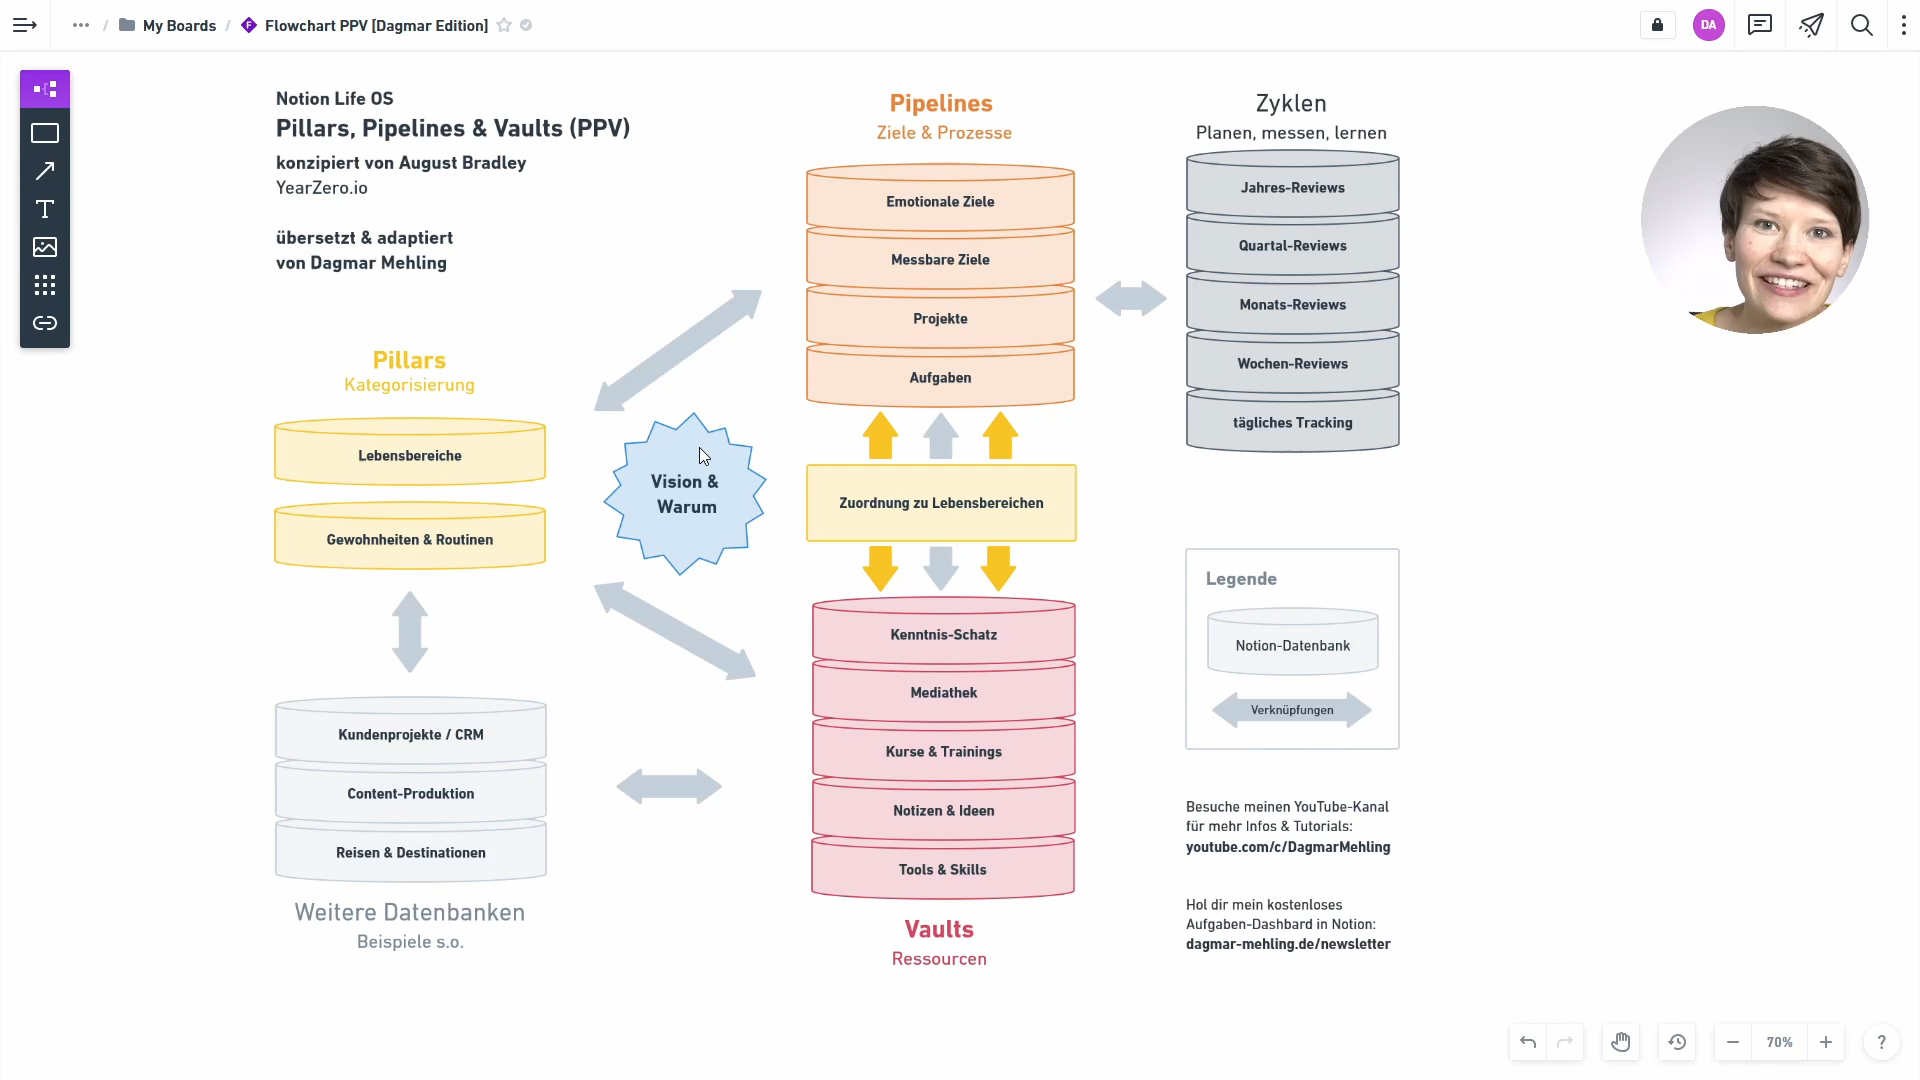 My Boards / Flowchart PPV [Dagmar Edition]
DA
Notion Life OS
Pillars, Pipelines & Vaults (PPV)
konzipiert von August Bradley
YearZero.io
übersetzt & adaptiert
von Dagmar Mehling
Pillars
Kategorisierung
Lebensbereiche
Gewohnheiten & Routinen
Kundenprojekte / CRM
Content-Produktion
Reisen & Destinationen
Weitere Datenbanken
Beispiele s.o.
Vision &
Warum
Pipelines
Ziele & Prozesse
Emotionale Ziele
Messbare Ziele
Projekte
Aufgaben
Zuordnung zu Lebensbereichen
Kenntnis-Schatz
Mediathek
Kurse & Trainings
Notizen & Ideen
Tools & Skills
Vaults
Ressourcen
Zyklen
Planen, messen, lernen
Jahres-Reviews
Quartal-Reviews
Monats-Reviews
Wochen-Reviews
tägliches Tracking
Legende
Notion-Datenbank
Verknüpfungen
Besuche meinen YouTube-Kanal
für mehr Infos & Tutorials:
youtube.com/c/DagmarMehling
Hol dir mein kostenloses
Aufgaben-Dashbard in Notion:
dagmar-mehling.de/newsletter
70%
?